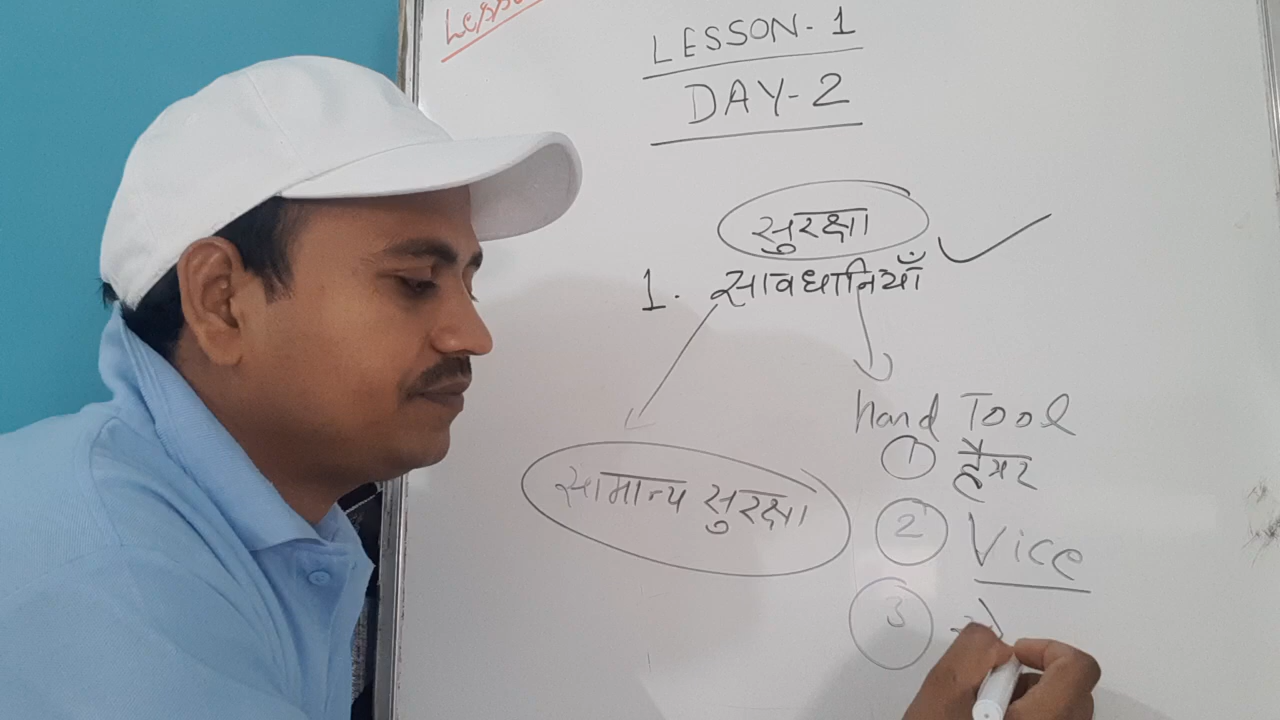 LESSON-1
DAY-2
सुरक्षा
1. सावधानियाँ
hand Tool
① हैमर
सामान्य सुरक्षा
② Vice
③